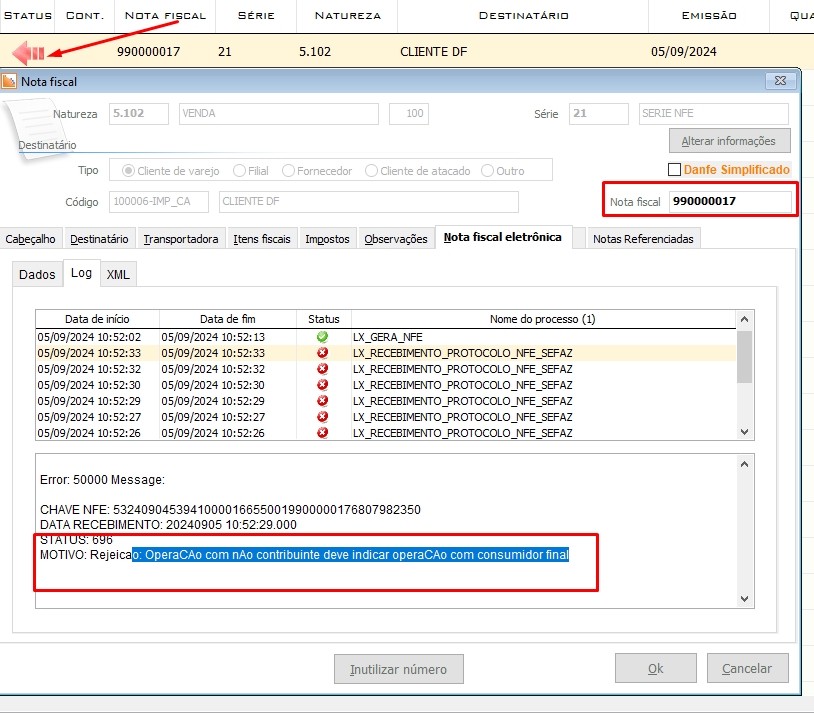 STATUS CONT. NOTA FISCAL SÉRIE NATUREZA DESTINATÁRIO EMISSÃO QUA
990000017 21 5.102 CLIENTE DF 05/09/2024
Nota fiscal
Natureza 5.102 VENDA 100 Série 21 SERIE NFE
Destinatário Alterar informações
Tipo Cliente de varejo Filial Fornecedor Cliente de atacado Outro Danfe Simplificado
Código 100006-IMP_CA CLIENTE DF Nota fiscal 990000017
Cabeçalho Destinatário Transportadora Itens fiscais Impostos Observações Nota fiscal eletrônica Notas Referenciadas
Dados Log XML
Data de início Data de fim Status Nome do processo (1)
05/09/2024 10:52:02 05/09/2024 10:52:13 LX_GERA_NFE
05/09/2024 10:52:33 05/09/2024 10:52:33 LX_RECEBIMENTO_PROTOCOLO_NFE_SEFAZ
05/09/2024 10:52:32 05/09/2024 10:52:32 LX_RECEBIMENTO_PROTOCOLO_NFE_SEFAZ
05/09/2024 10:52:30 05/09/2024 10:52:30 LX_RECEBIMENTO_PROTOCOLO_NFE_SEFAZ
05/09/2024 10:52:29 05/09/2024 10:52:29 LX_RECEBIMENTO_PROTOCOLO_NFE_SEFAZ
05/09/2024 10:52:27 05/09/2024 10:52:27 LX_RECEBIMENTO_PROTOCOLO_NFE_SEFAZ
05/09/2024 10:52:26 05/09/2024 10:52:26 LX_RECEBIMENTO_PROTOCOLO_NFE_SEFAZ
Error: 50000 Message:
CHAVE NFE: 53240904539410000166550019900000176807982350
DATA RECEBIMENTO: 20240905 10:52:29.000
STATUS: 696
MOTIVO: Rejeicao: OperaCAo com nAo contribuinte deve indicar operaCAo com consumidor final
Inutilizar número Ok Cancelar